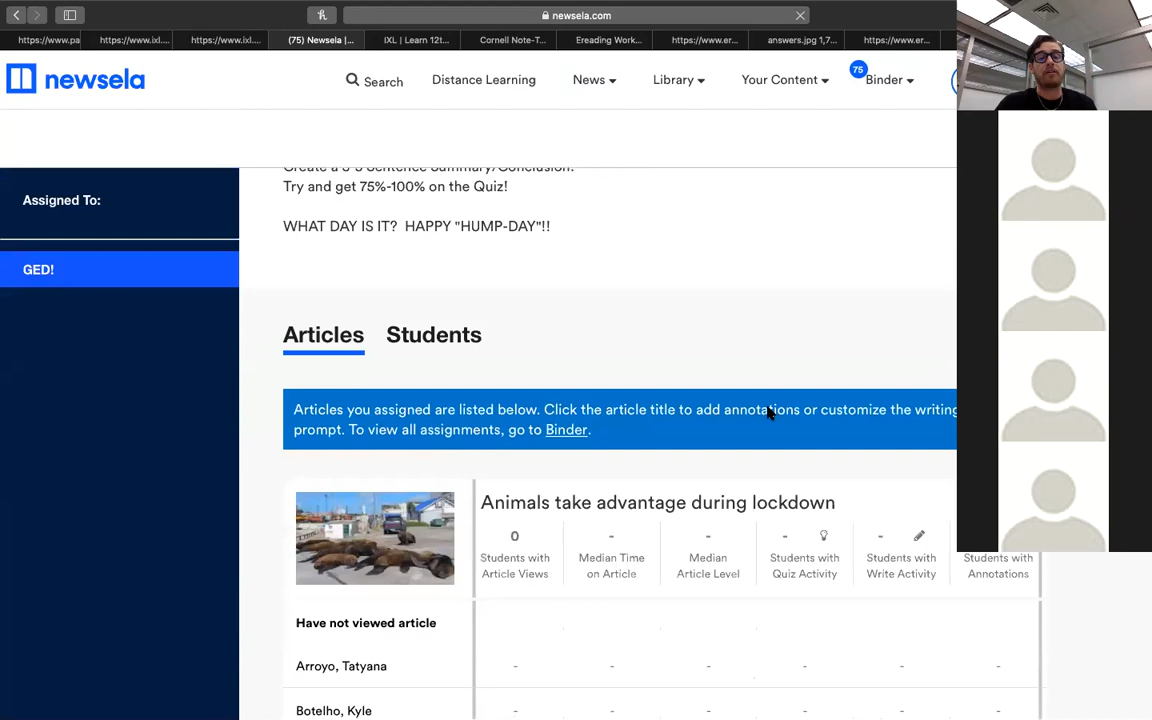 newsela.com
https://www.pa
https://www.ixl....
https://www.ixl....
(75) Newsela |...
IXL | Learn 12t...
Cornell Note-T...
Ereading Work...
https://www.er...
answers.jpg 1,7...
https://www.er...
newsela
Search
Distance Learning
News
Library
Your Content
75
Binder
Assigned To:
GED!
Create a 3-5 Sentence Summary/Conclusion!
Try and get 75%-100% on the Quiz!
WHAT DAY IS IT? HAPPY "HUMP-DAY"!!
Articles Students
Articles you assigned are listed below. Click the article title to add annotations or customize the writing
prompt. To view all assignments, go to Binder.
Animals take advantage during lockdown
0 - - - - 
Students with Article Views
Median Time on Article
Median Article Level
Students with Quiz Activity
Students with Write Activity
Students with Annotations
Have not viewed article
Arroyo, Tatyana - - - - - -
Botelho, Kyle - - - - - -